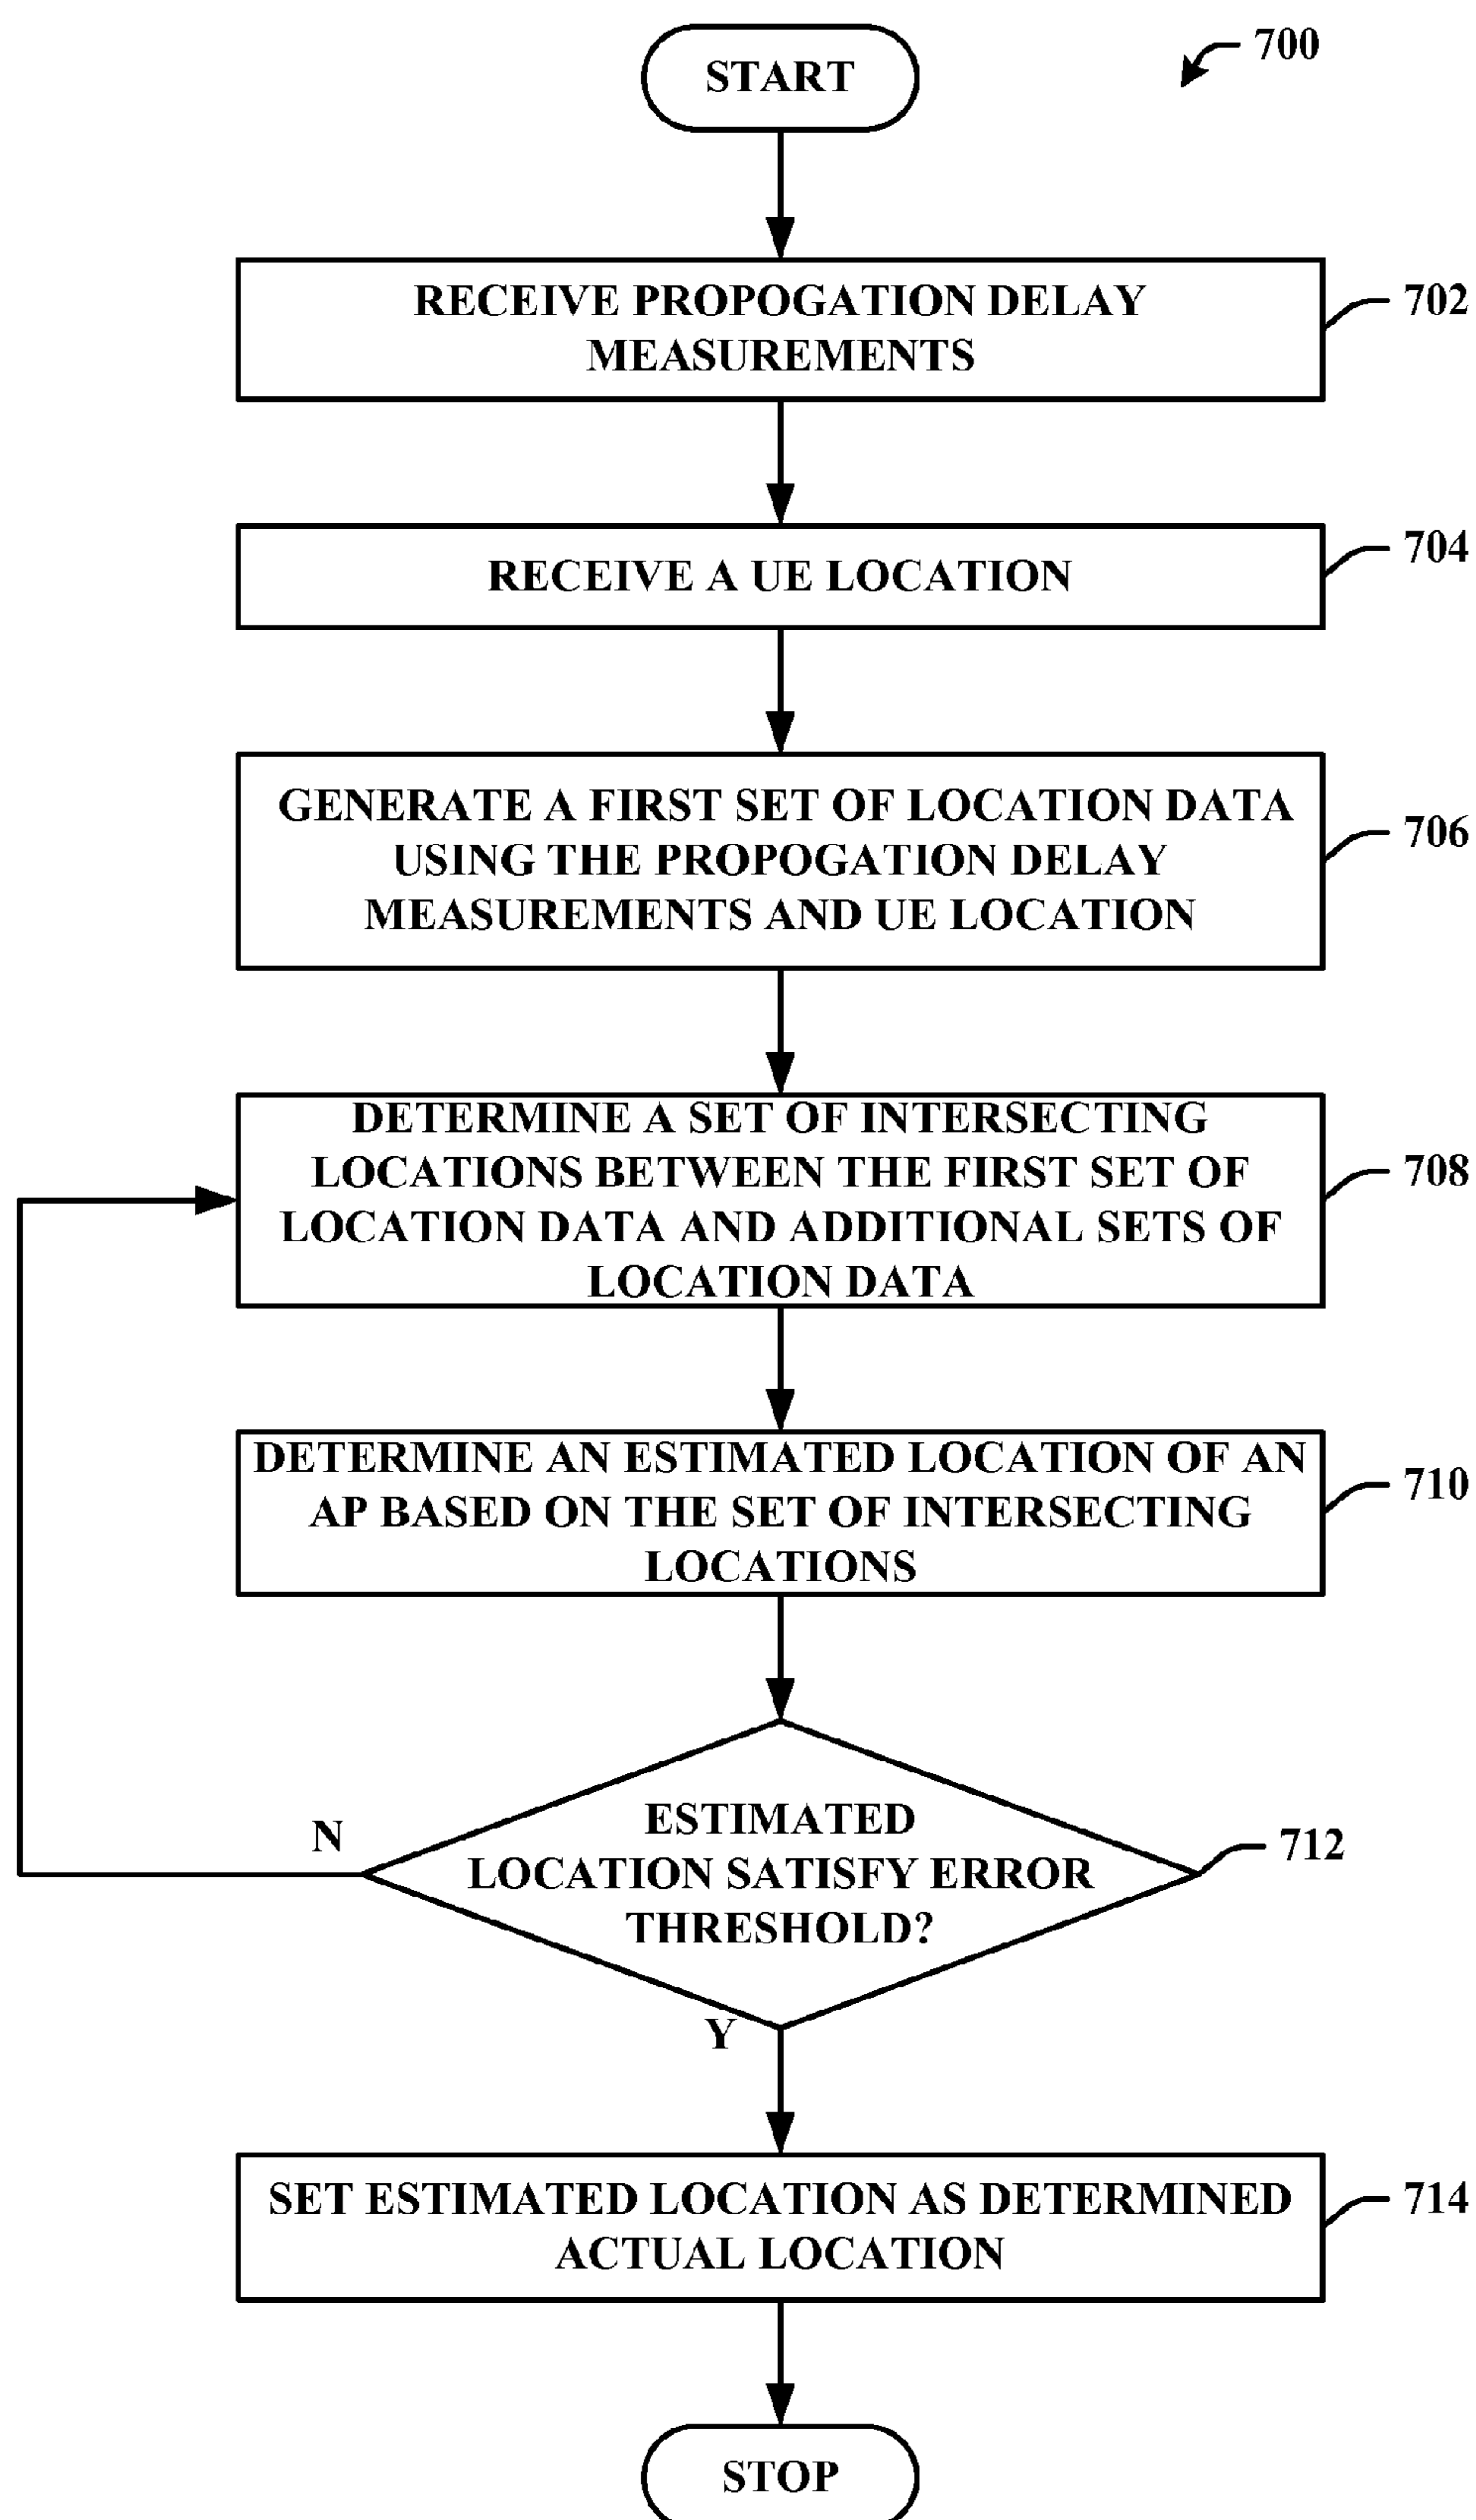 START
700
RECEIVE PROPOGATION DELAY
MEASUREMENTS
702
RECEIVE A UE LOCATION
704
GENERATE A FIRST SET OF LOCATION DATA
USING THE PROPOGATION DELAY
MEASUREMENTS AND UE LOCATION
706
DETERMINE A SET OF INTERSECTING
LOCATIONS BETWEEN THE FIRST SET OF
LOCATION DATA AND ADDITIONAL SETS OF
LOCATION DATA
708
DETERMINE AN ESTIMATED LOCATION OF AN
AP BASED ON THE SET OF INTERSECTING
LOCATIONS
710
ESTIMATED
LOCATION SATISFY ERROR
THRESHOLD?
712
N
Y
SET ESTIMATED LOCATION AS DETERMINED
ACTUAL LOCATION
714
STOP